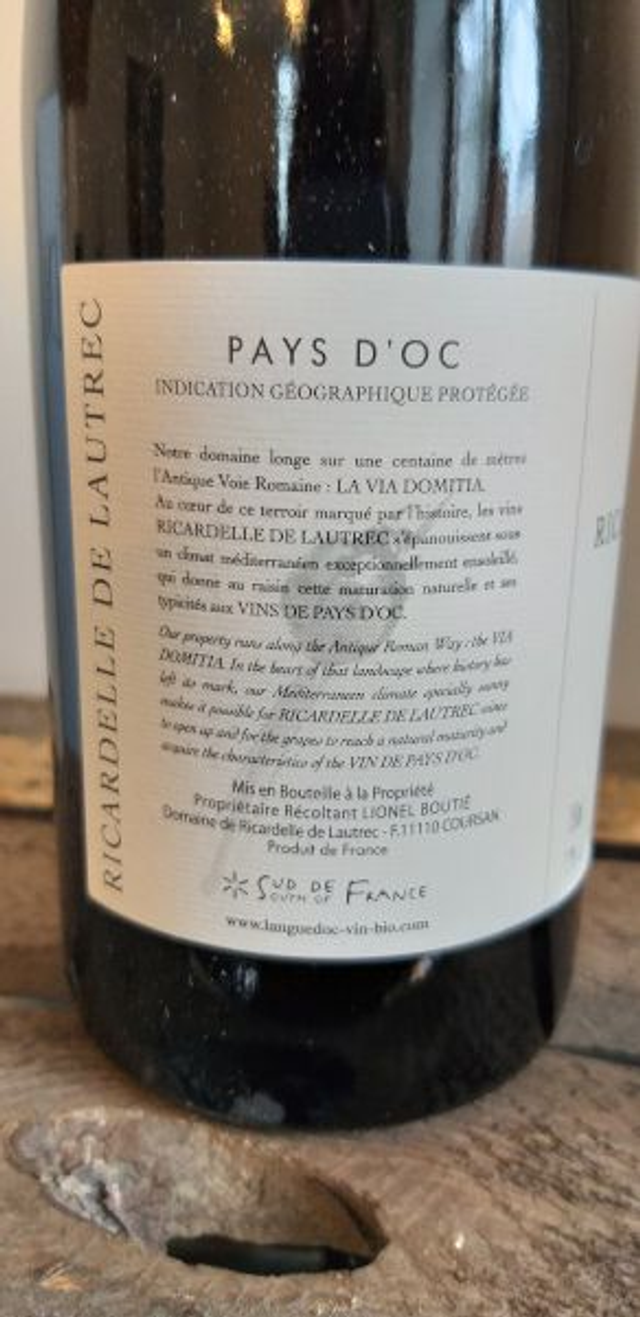 RICARDELLE DE LAUTREC
PAYS D'OC
INDICATION GÉOGRAPHIQUE PROTÉGÉE
Notre domaine longe sur une centaine de mètres
l'Antique Voie Romaine : LA VIA DOMITIA.
Au cœur de ce terroir marqué par l'histoire, les vins
RICARDELLE DE LAUTREC s'épanouissent sous
un climat méditerranéen exceptionnellement ensoleillé,
qui donne au raisin cette maturation naturelle et ses
typicités aux VINS DE PAYS D'OC.
Our property runs along the Antique Roman Way : the VIA
DOMITIA. In the heart of that landscape where history has
left its mark, our Mediterranean climate specially sunny
makes it possible for RICARDELLE DE LAUTREC wines
to open up and for the grapes to reach a natural maturity and
acquire the characteristics of the VIN DE PAYS D'OC.
Mis en Bouteille à la Propriété
Propriétaire Récoltant LIONEL BOUTIÉ
Domaine de Ricardelle de Lautrec - F.11110 COURSAN
Produit de France
SUD DE FRANCE
SOUTH OF
www.languedoc-vin-bio.com